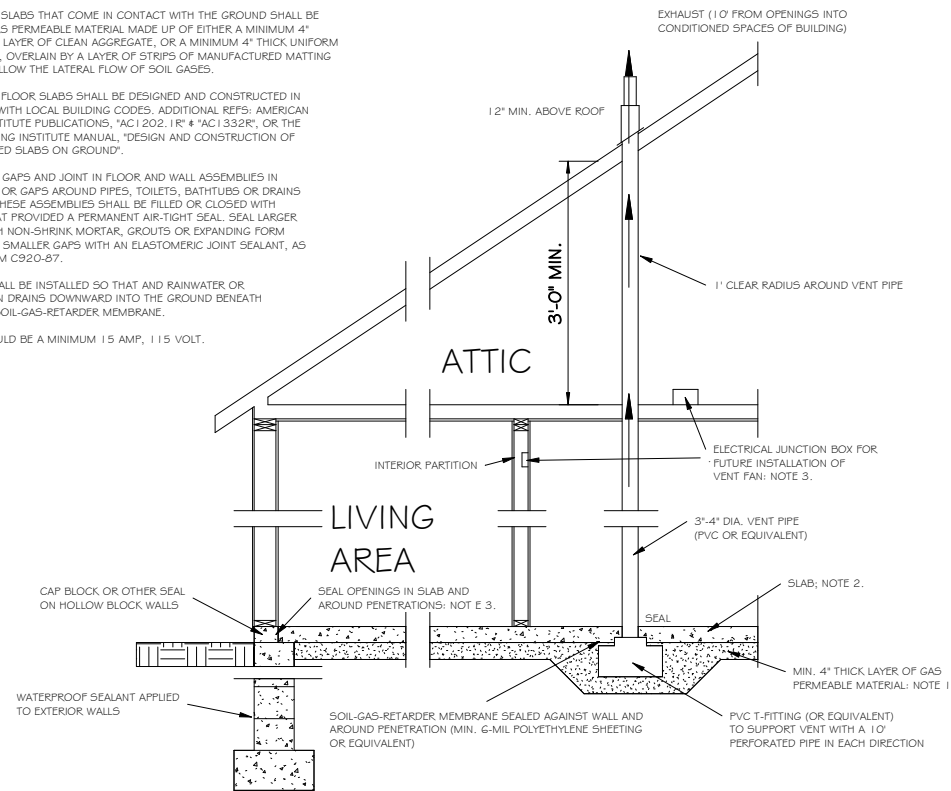 SLABS THAT COME IN CONTACT WITH THE GROUND SHALL BE
S PERMEABLE MATERIAL MADE UP OF EITHER A MINIMUM 4"
LAYER OF CLEAN AGGREGATE, OR A MINIMUM 4" THICK UNIFORM
, OVERLAIN BY A LAYER OF STRIPS OF MANUFACTURED MATTING
LLOW THE LATERAL FLOW OF SOIL GASES.
FLOOR SLABS SHALL BE DESIGNED AND CONSTRUCTED IN
WITH LOCAL BUILDING CODES. ADDITIONAL REFS: AMERICAN
TITUTE PUBLICATIONS, "AC1202.1R" & "AC1332R", OR THE
NG INSTITUTE MANUAL, "DESIGN AND CONSTRUCTION OF
ED SLABS ON GROUND".
GAPS AND JOINT IN FLOOR AND WALL ASSEMBLIES IN
OR GAPS AROUND PIPES, TOILETS, BATHTUBS OR DRAINS
HESE ASSEMBLIES SHALL BE FILLED OR CLOSED WITH
AT PROVIDED A PERMANENT AIR-TIGHT SEAL. SEAL LARGER
H NON-SHRINK MORTAR, GROUTS OR EXPANDING FORM
SMALLER GAPS WITH AN ELASTOMERIC JOINT SEALANT, AS
M C920-87.
ALL BE INSTALLED SO THAT AND RAINWATER OR
N DRAINS DOWNWARD INTO THE GROUND BENEATH
SOIL-GAS-RETARDER MEMBRANE.
ULD BE A MINIMUM 15 AMP, 115 VOLT.
EXHAUST (10' FROM OPENINGS INTO
CONDITIONED SPACES OF BUILDING)
12" MIN. ABOVE ROOF
3'-0" MIN.
1' CLEAR RADIUS AROUND VENT PIPE
ATTIC
ELECTRICAL JUNCTION BOX FOR
FUTURE INSTALLATION OF
VENT FAN: NOTE 3.
INTERIOR PARTITION
LIVING
AREA
3"-4" DIA. VENT PIPE
(PVC OR EQUIVALENT)
CAP BLOCK OR OTHER SEAL
ON HOLLOW BLOCK WALLS
SEAL OPENINGS IN SLAB AND
AROUND PENETRATIONS: NOT E 3.
SLAB; NOTE 2.
SEAL
MIN. 4" THICK LAYER OF GAS
PERMEABLE MATERIAL: NOTE 1
WATERPROOF SEALANT APPLIED
TO EXTERIOR WALLS
SOIL-GAS-RETARDER MEMBRANE SEALED AGAINST WALL AND
AROUND PENETRATION (MIN. 6-MIL POLYETHYLENE SHEETING
OR EQUIVALENT)
PVC T-FITTING (OR EQUIVALENT)
TO SUPPORT VENT WITH A 10'
PERFORATED PIPE IN EACH DIRECTION